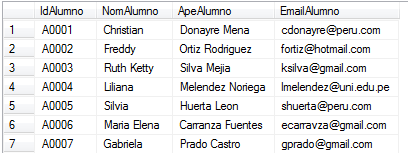 IdAlumno NomAlumno ApeAlumno EmailAlumno
1 A0001 Christian Donayre Mena cdonayre@peru.com
2 A0002 Freddy Ortiz Rodriguez fortiz@hotmail.com
3 A0003 Ruth Ketty Silva Mejia ksilva@gmail.com
4 A0004 Liliana Melendez Noriega lmelendez@uni.edu.pe
5 A0005 Silvia Huerta Leon shuerta@peru.com
6 A0006 Maria Elena Carranza Fuentes ecarravza@gmail.com
7 A0007 Gabriela Prado Castro gprado@gmail.com